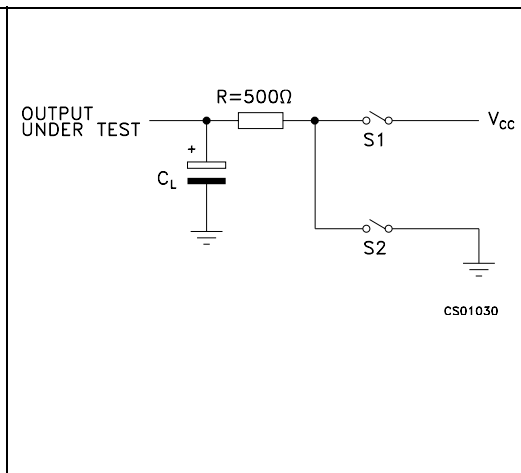 R=500Ω
OUTPUT
UNDER TEST
VCC
S1
+
CL
S2
CS01030